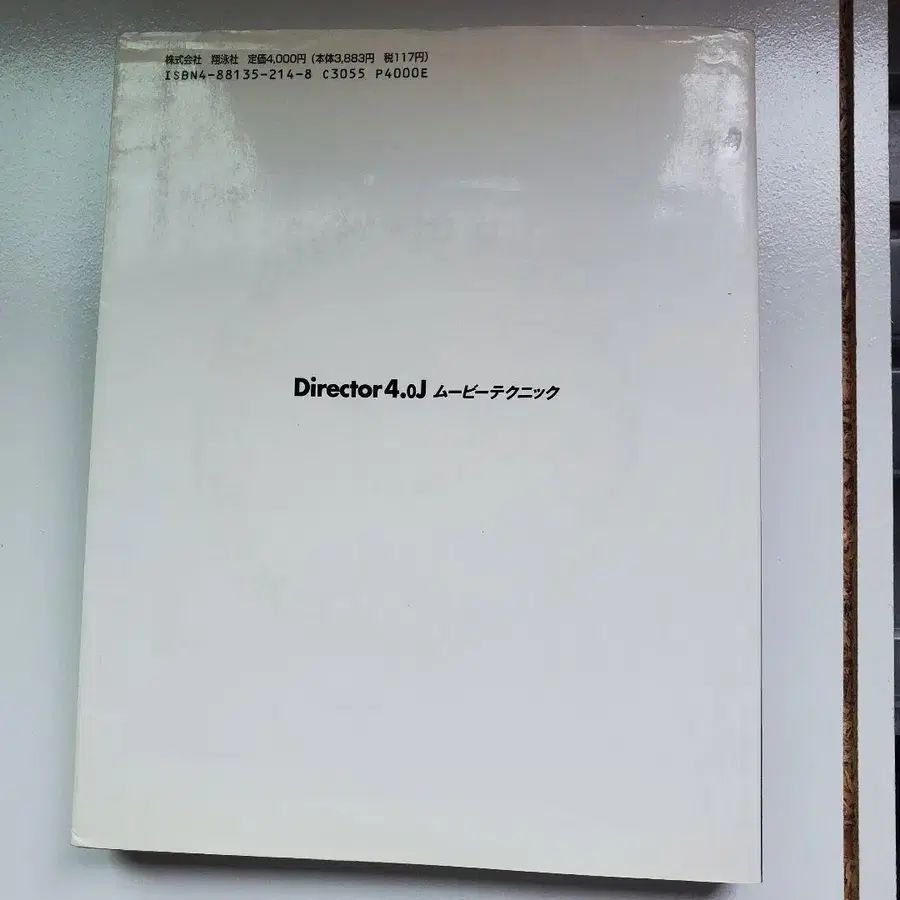 株式会社 翔泳社 定価4,000円(本体3,883円 税117円)
ISBN4-88135-214-8 C3055 P4000E
Director4.0J ムービーテクニック